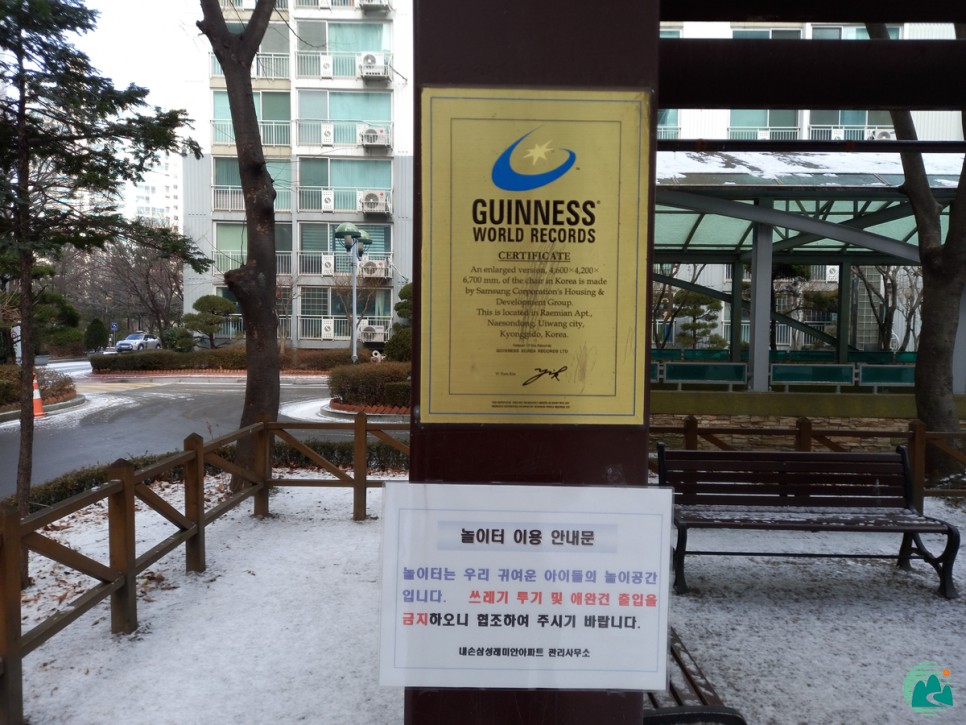 GUINNESS®
WORLD RECORDS
CERTIFICATE
An enlarged version, 4,600×4,200×
6,700 mm, of the chair in Korea is made
by Samsung Corporation's Housing &
Development Group.
This is located in Raemian Apt.,
Naesondong, Uiwang city,
Kyonggido, Korea.
GUINNESS WORLD RECORDS LTD
놀이터 이용 안내문
놀이터는 우리 귀여운 아이들의 놀이공간
입니다. 쓰레기 투기 및 애완견 출입을
금지하오니 협조하여 주시기 바랍니다.
내손삼성래미안아파트 관리사무소